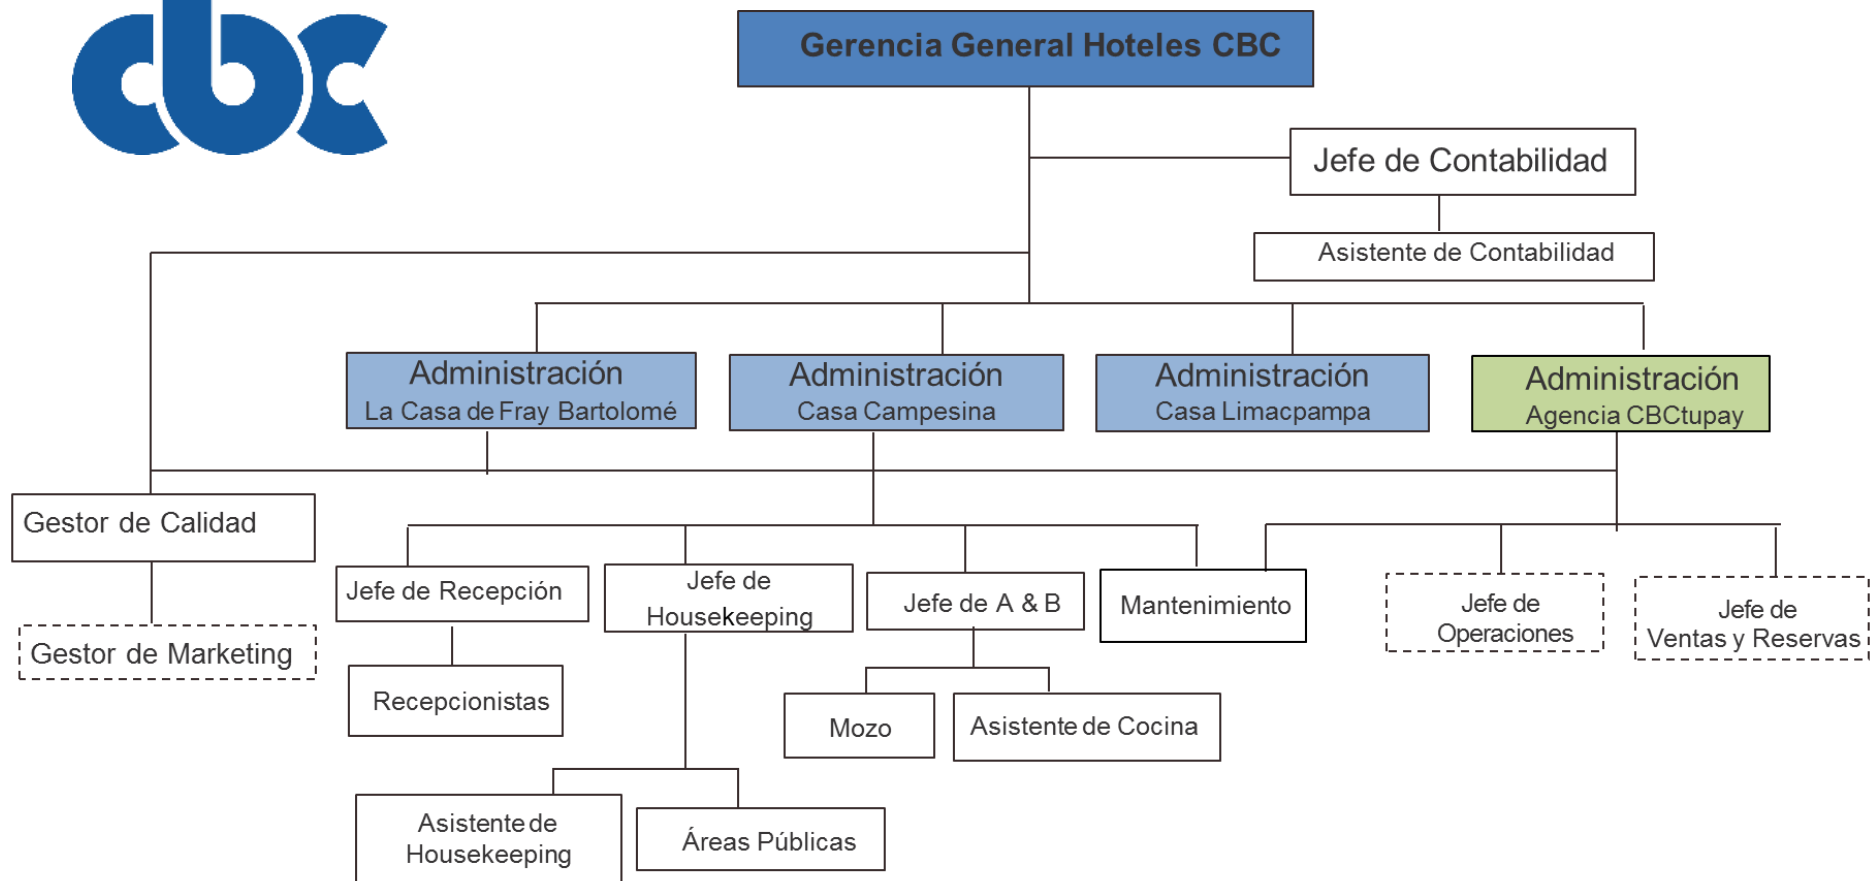 cbc
Gerencia General Hoteles CBC
Jefe de Contabilidad
Asistente de Contabilidad
Administración
La Casa de Fray Bartolomé
Administración
Casa Campesina
Administración
Casa Limacpampa
Administración
Agencia CBCtupay
Gestor de Calidad
Gestor de Marketing
Jefe de Recepción
Jefe de
Housekeeping
Jefe de A & B
Mantenimiento
Jefe de
Operaciones
Jefe de
Ventas y Reservas
Recepcionistas
Mozo
Asistente de Cocina
Asistente de
Housekeeping
Áreas Públicas